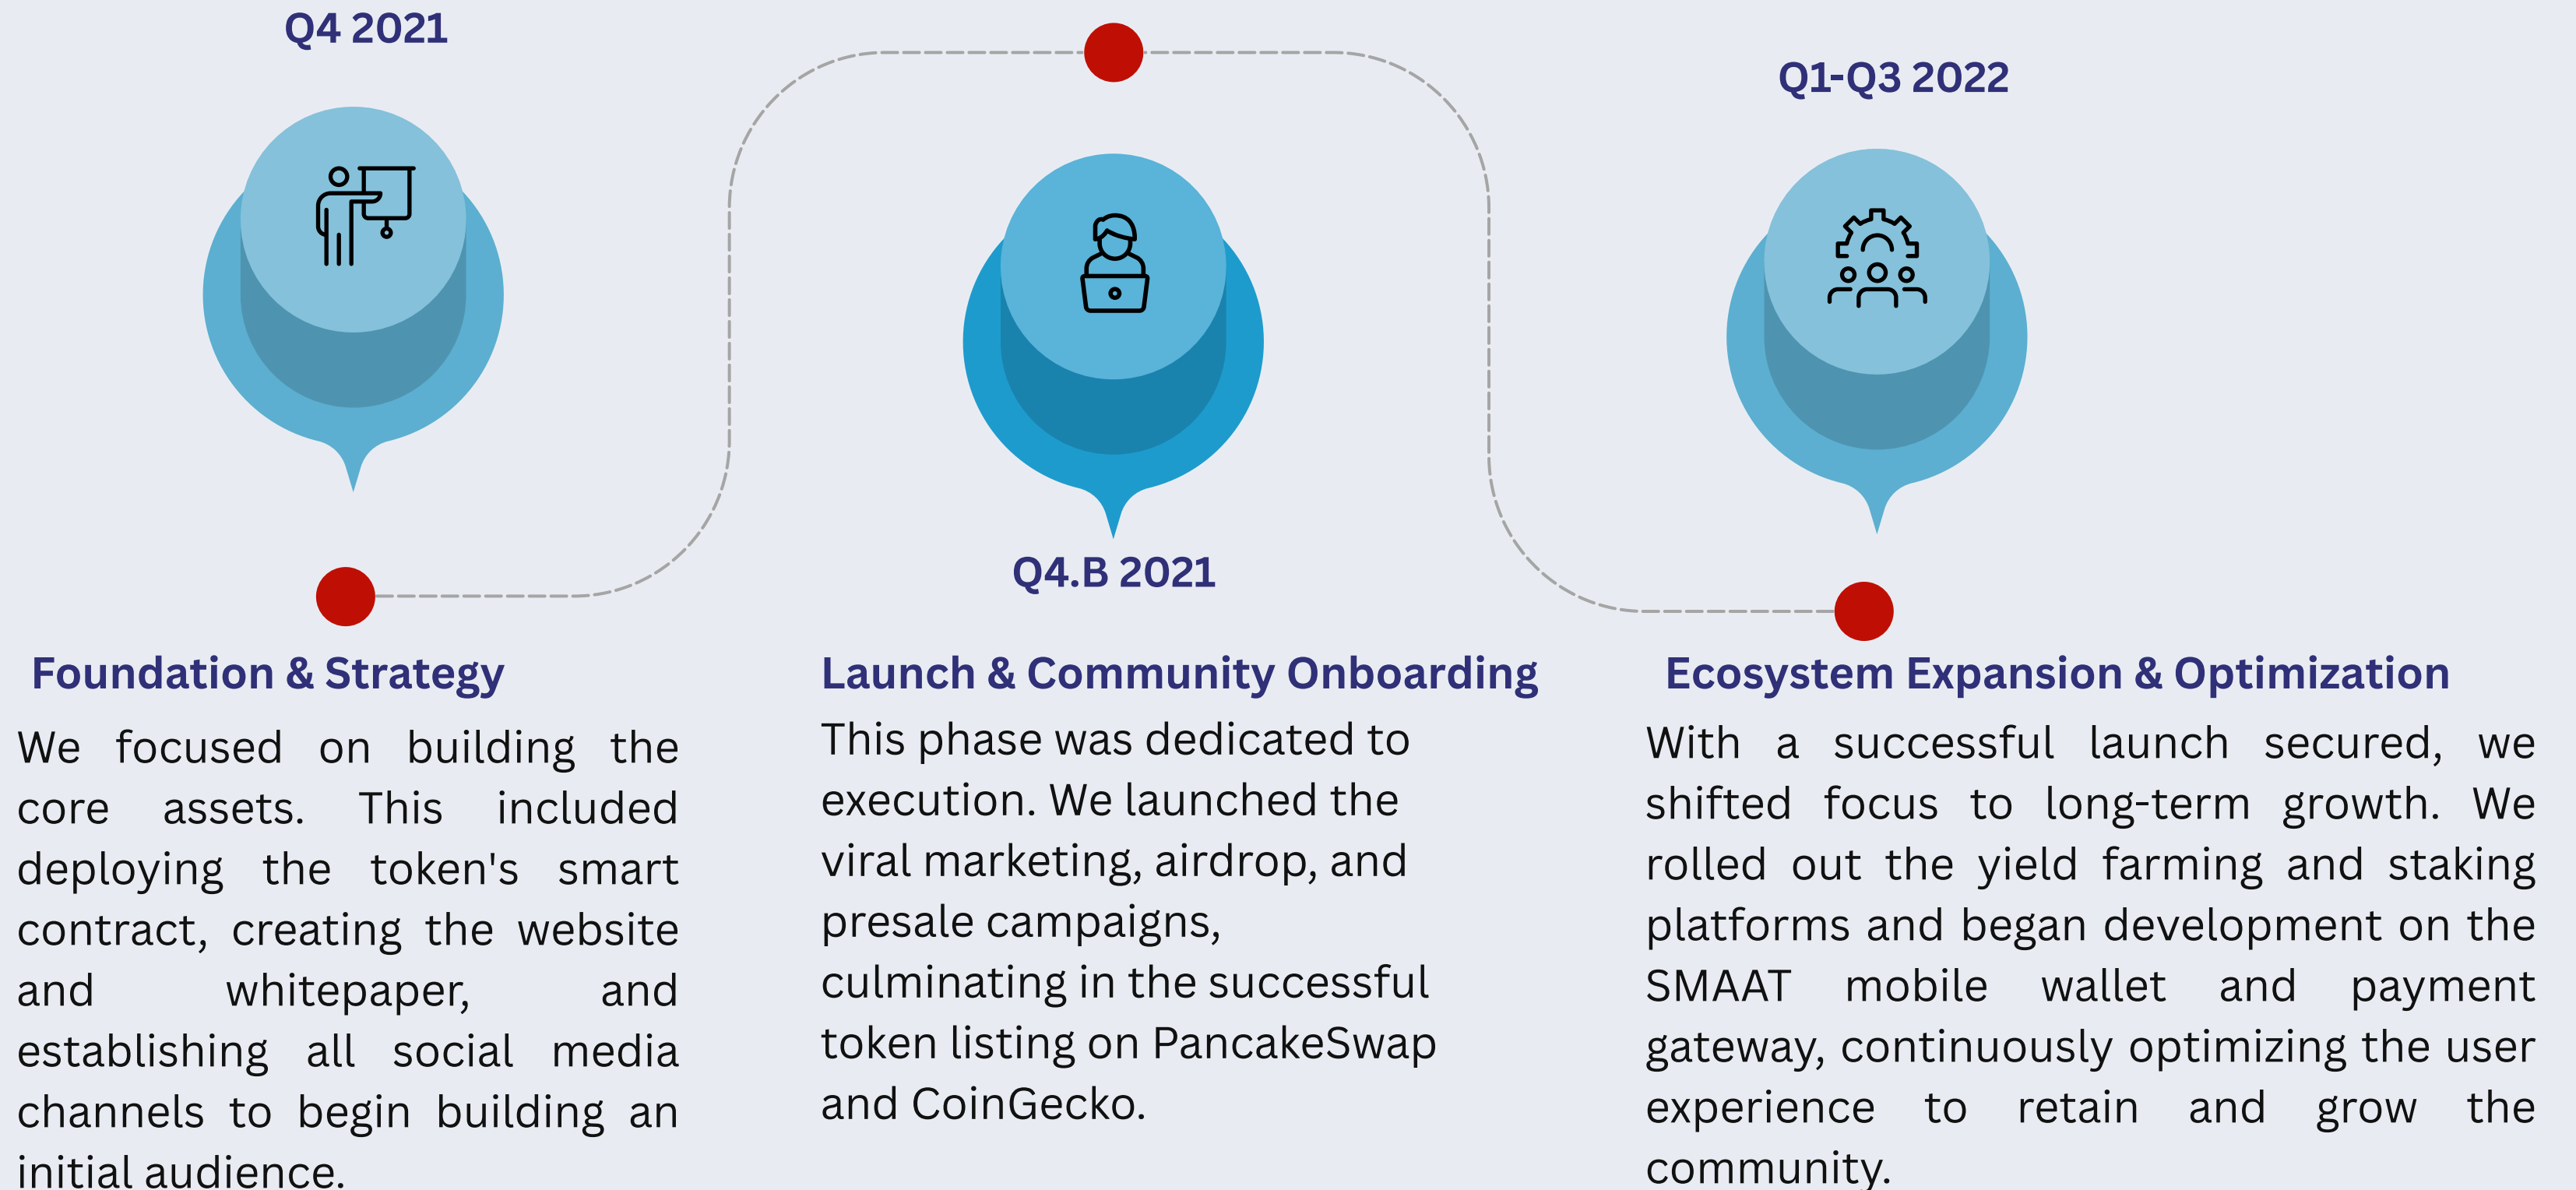 Q4 2021
Foundation & Strategy
We focused on building the
core assets. This included
deploying the token's smart
contract, creating the website
and whitepaper, and
establishing all social media
channels to begin building an
initial audience.
Q4.B 2021
Launch & Community Onboarding
This phase was dedicated to
execution. We launched the
viral marketing, airdrop, and
presale campaigns,
culminating in the successful
token listing on PancakeSwap
and CoinGecko.
Q1-Q3 2022
Ecosystem Expansion & Optimization
With a successful launch secured, we
shifted focus to long-term growth. We
rolled out the yield farming and staking
platforms and began development on the
SMAAT mobile wallet and payment
gateway, continuously optimizing the user
experience to retain and grow the
community.